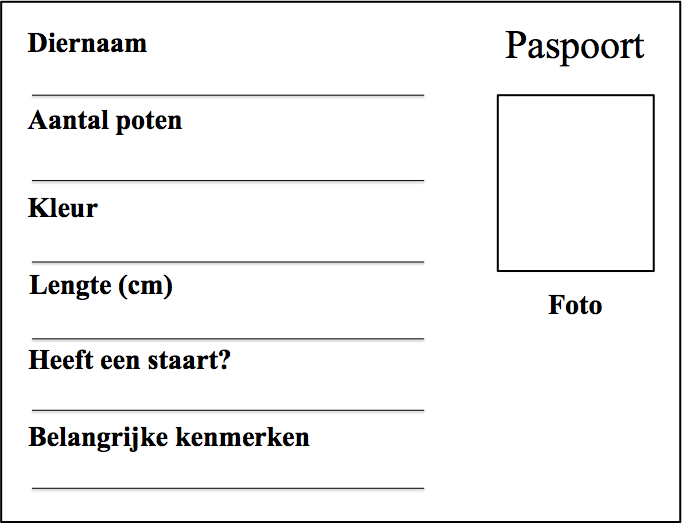 Diernaam
Paspoort
Aantal poten
Kleur
Lengte (cm)
Foto
Heeft een staart?
Belangrijke kenmerken